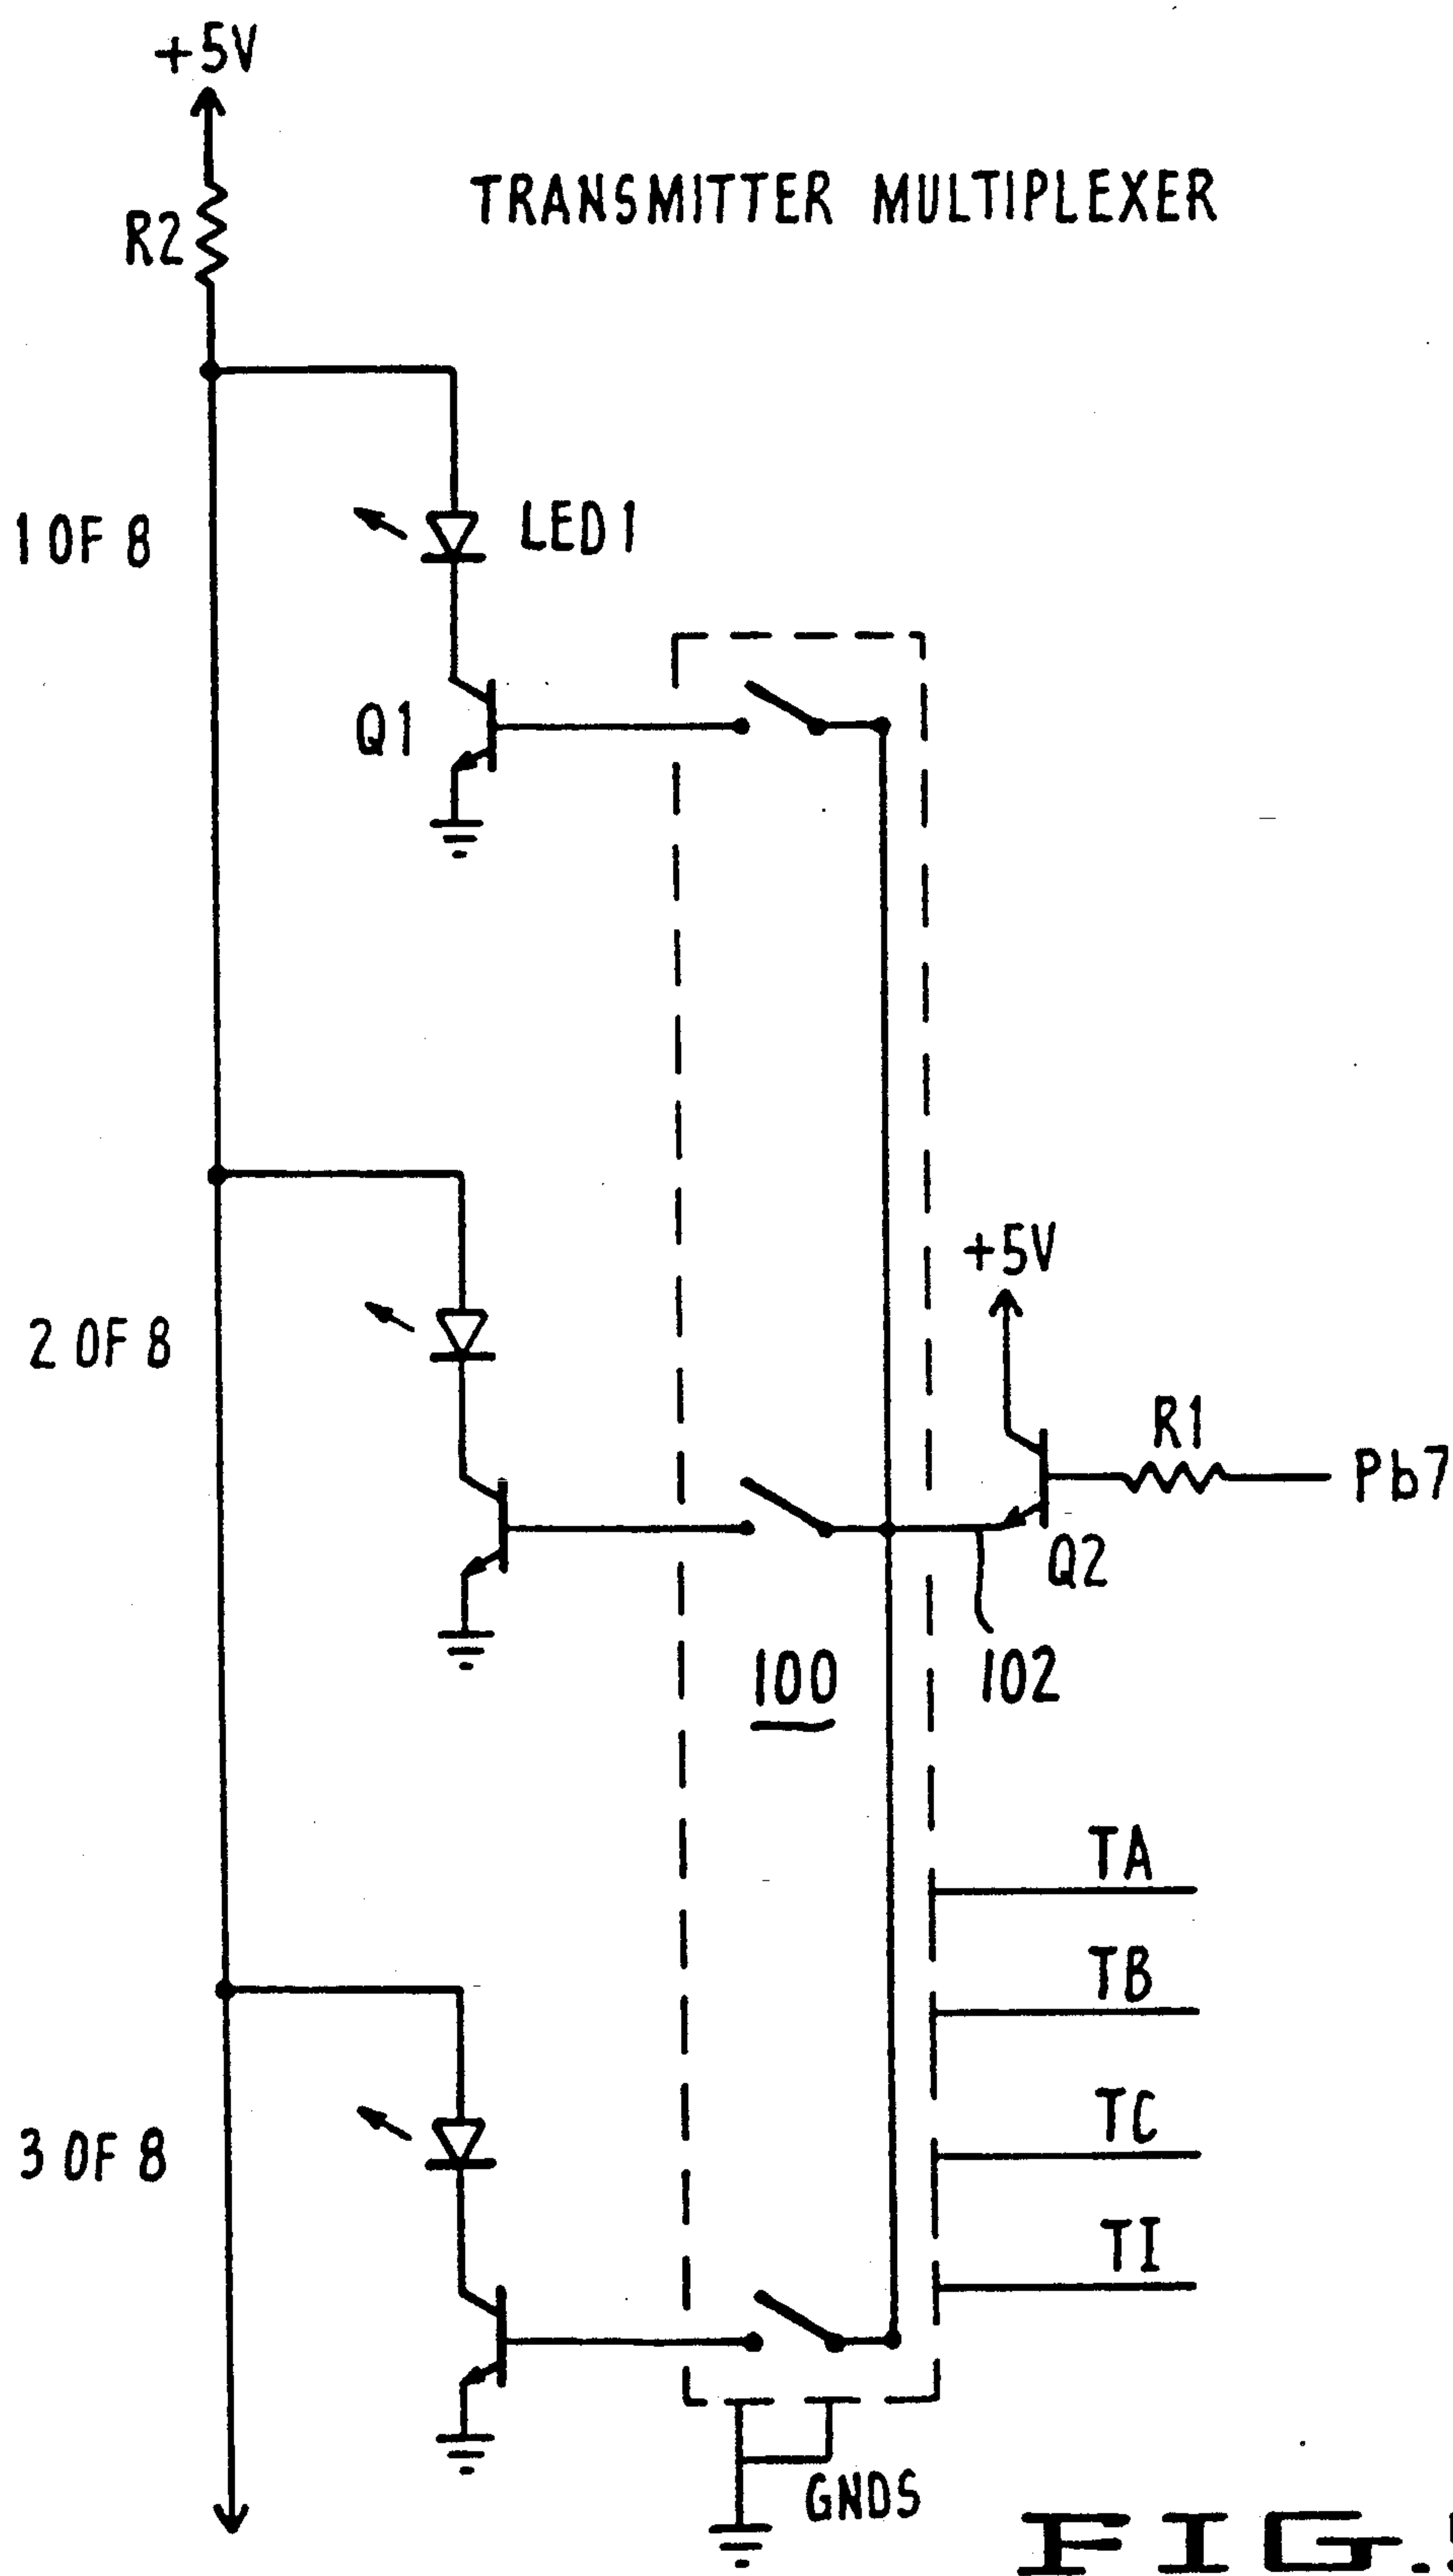 +5V
TRANSMITTER MULTIPLEXER
R2
1 OF 8
LED1
Q1
+5V
2 OF 8
R1
Pb7
Q2
100
102
TA
TB
3 OF 8
TC
TI
GNDS
FIG.